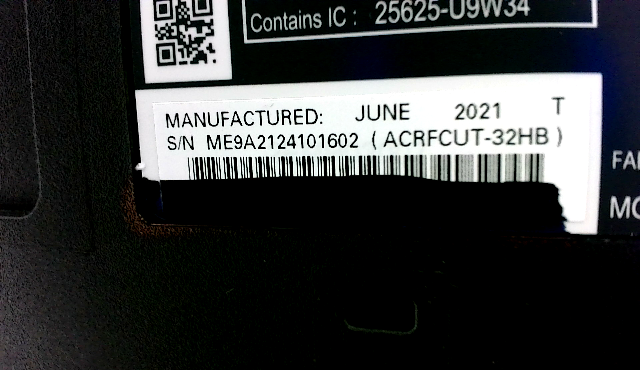 Contains IC : 25625-U9W34
MANUFACTURED: JUNE 2021 T
S/N ME9A2124101602 ( ACRFCUT-32HB )